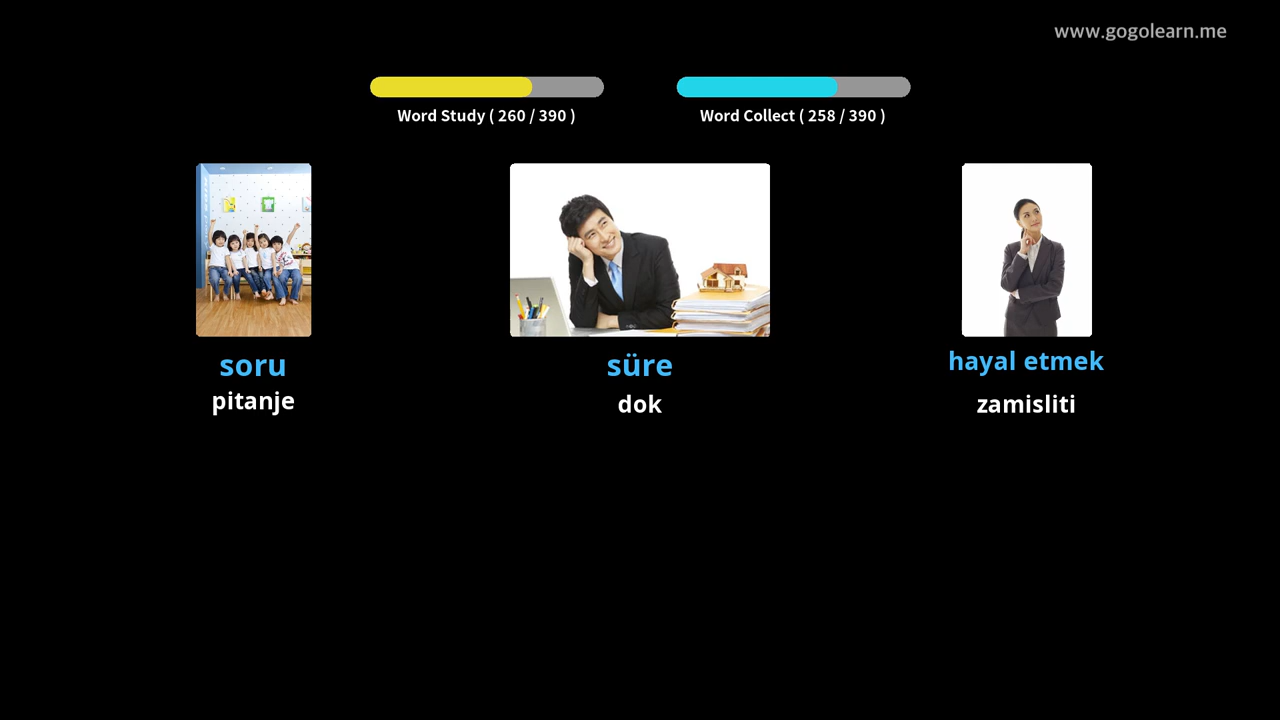 www.gogolearn.me
Word Study ( 260 / 390 )
Word Collect ( 258 / 390 )
soru
pitanje
süre
dok
hayal etmek
zamisliti